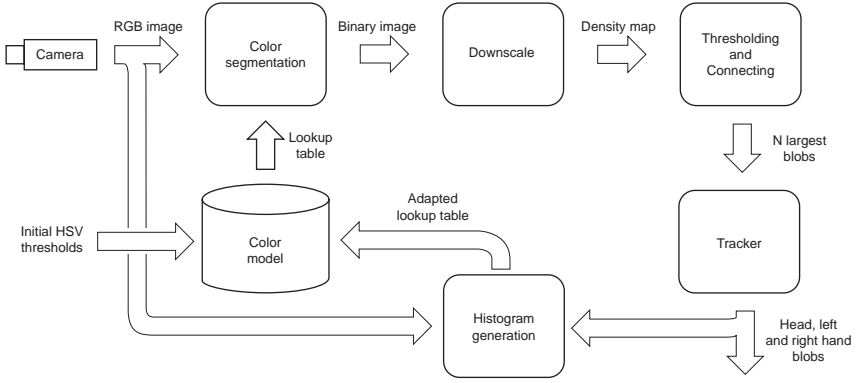 RGB image
Binary image
Density map
Camera
Color
segmentation
Downscale
Thresholding
and
Connecting
Lookup
table
N largest
blobs
Adapted
lookup table
Initial HSV
thresholds
Color
model
Tracker
Histogram
generation
Head, left
and right hand
blobs